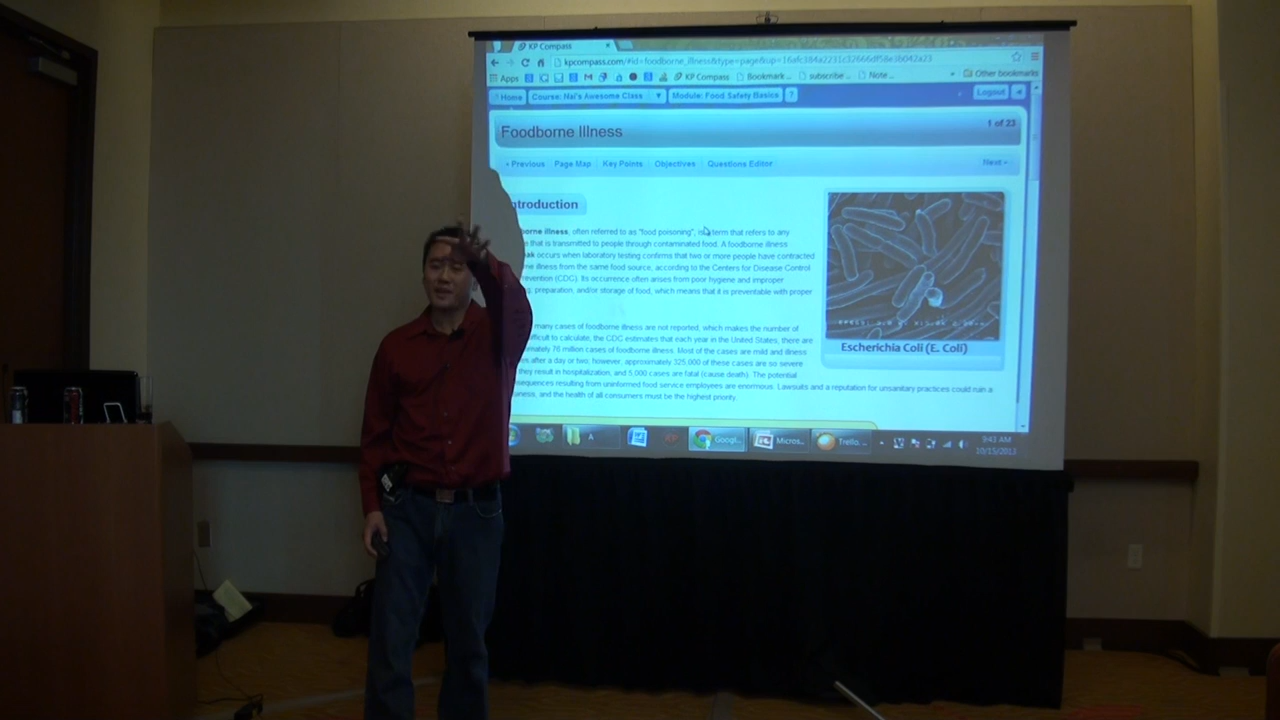 KP Compass
kpcompass.com/#id=foodborne_illness&type=page&rup=
Apps KP Compass Bookmark... subscribe... Note... Other bookmarks
Home Course: Nai's Awesome Class Module: Food Safety Basics ? Logout
Foodborne Illness 1 of 23
Previous Page Map Key Points Objectives Questions Editor Next
ntroduction
borne illness, often referred to as "food poisoning", is term that refers to any
that is transmitted to people through contaminated food. A foodborne illness
ak occurs when laboratory testing confirms that two or more people have contracted
ne illness from the same food source, according to the Centers for Disease Control
revention (CDC). Its occurrence often arises from poor hygiene and improper
g, preparation, and/or storage of food, which means that it is preventable with proper
many cases of foodborne illness are not reported, which makes the number of
fficult to calculate, the CDC estimates that each year in the United States, there are
imately 76 million cases of foodborne illness. Most of the cases are mild and illness
es after a day or two, however, approximately 325,000 of these cases are so severe
they result in hospitalization, and 5,000 cases are fatal (cause death). The potential
sequences resulting from uninformed food service employees are enormous. Lawsuits and a reputation for unsanitary practices could ruin a
siness, and the health of all consumers must be the highest priority.
Escherichia Coli (E. Coli)
A Googl... Micros... Trello...
9:43 AM
10/15/2013